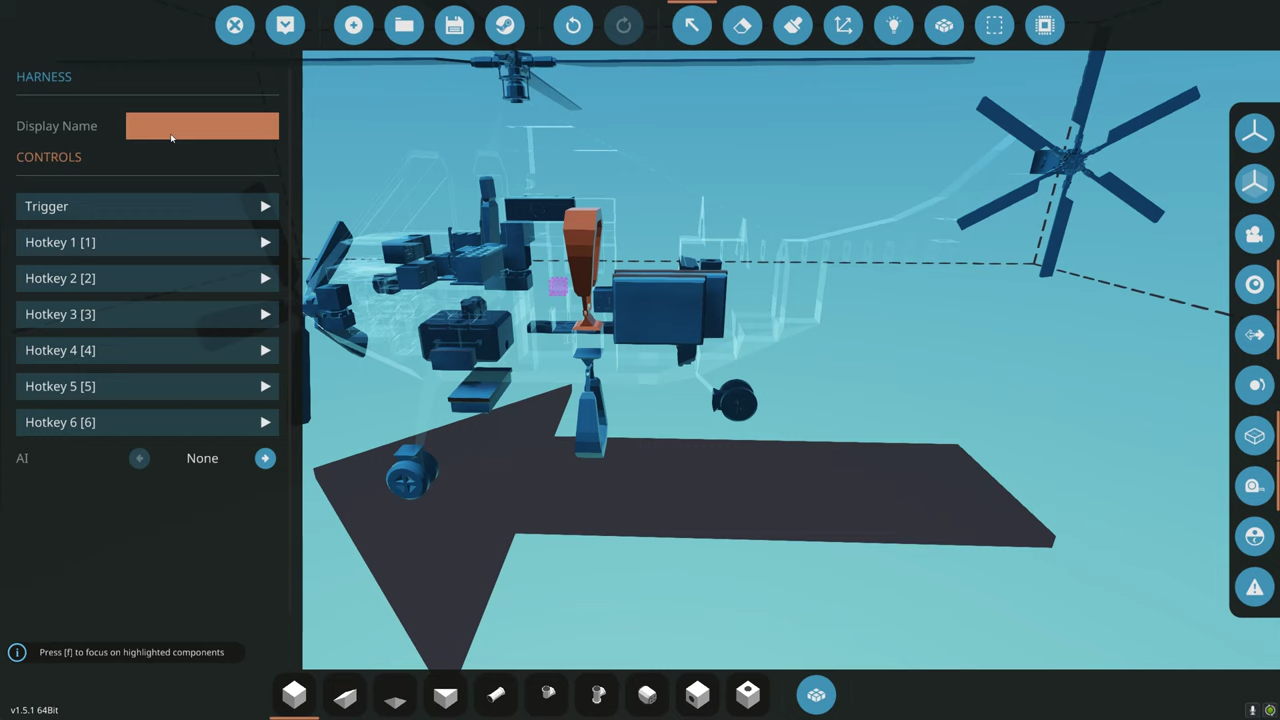 HARNESS
Display Name
CONTROLS
Trigger
Hotkey 1 [1]
Hotkey 2 [2]
Hotkey 3 [3]
Hotkey 4 [4]
Hotkey 5 [5]
Hotkey 6 [6]
AI None
Press [f] to focus on highlighted components
v1.5.1 64Bit